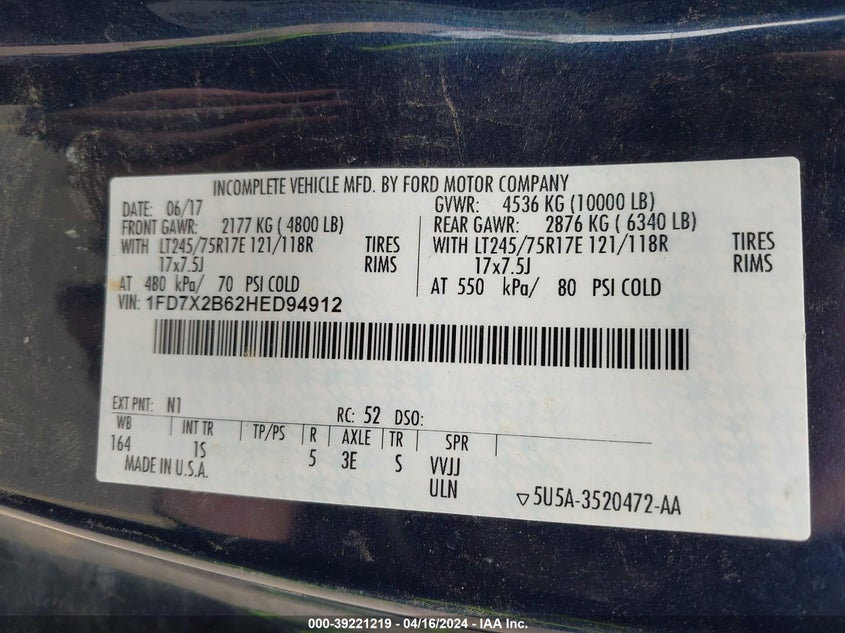 INCOMPLETE VEHICLE MFD. BY FORD MOTOR COMPANY
DATE: 06/17 GVWR: 4536 KG (10000 LB)
FRONT GAWR: 2177 KG ( 4800 LB) REAR GAWR: 2876 KG ( 6340 LB)
WITH LT245/75R17E 121/118R TIRES WITH LT245/75R17E 121/118R TIRES
17x7.5J RIMS 17x7.5J RIMS
AT 480 kPa/ 70 PSI COLD AT 550 kPa/ 80 PSI COLD
VIN: 1FD7X2B62HED94912
EXT PNT: N1 RC: 52 DSO:
WB INT TR TP/PS R AXLE TR SPR
164 1S 5 3E S VVJJ
MADE IN U.S.A. ULN
5U5A-3520472-AA
000-39221219 - 04/16/2024 - IAA Inc.